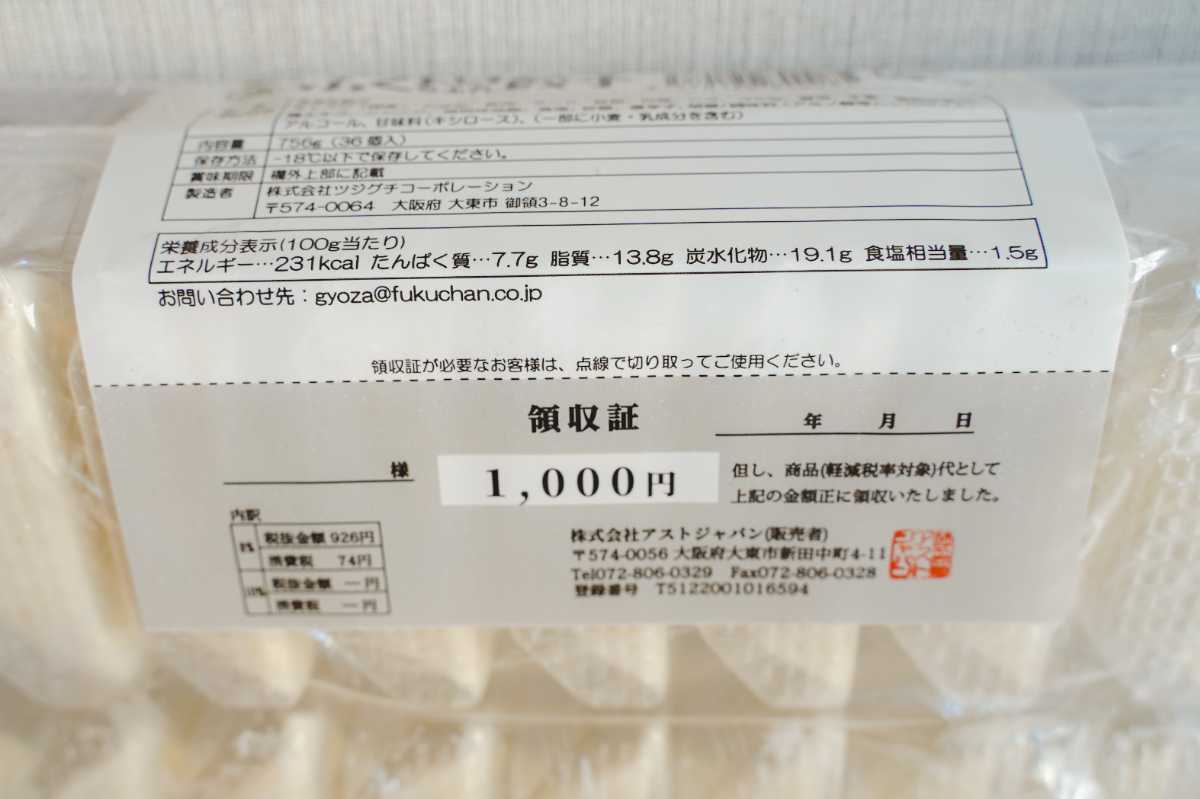 アルコール、甘味料(キシロース)、(一部に小麦・乳成分を含む)
内容量 756g (36個入)
保存方法 -18℃以下で保存してください。
賞味期限 欄外上部に記載
製造者 株式会社ツジグチコーポレーション
〒574-0064 大阪府 大東市 御領3-8-12
栄養成分表示(100g当たり)
エネルギー…231kcal たんぱく質…7.7g 脂質…13.8g 炭水化物…19.1g 食塩相当量…1.5g
お問い合わせ先：gyoza@fukuchan.co.jp
領収証が必要なお客様は、点線で切り取ってご使用ください。
領収証 年 月 日
様 1,000円 但し、商品(軽減税率対象)代として
上記の金額正に領収いたしました。
内訳
8% 税抜金額 926円
消費税 74円
10% 税抜金額 ー円
消費税 ー円
株式会社アストジャパン(販売者)
〒574-0056 大阪府大東市新田中町4-11
Tel072-806-0329 Fax072-806-0328
登録番号 T5122001016594